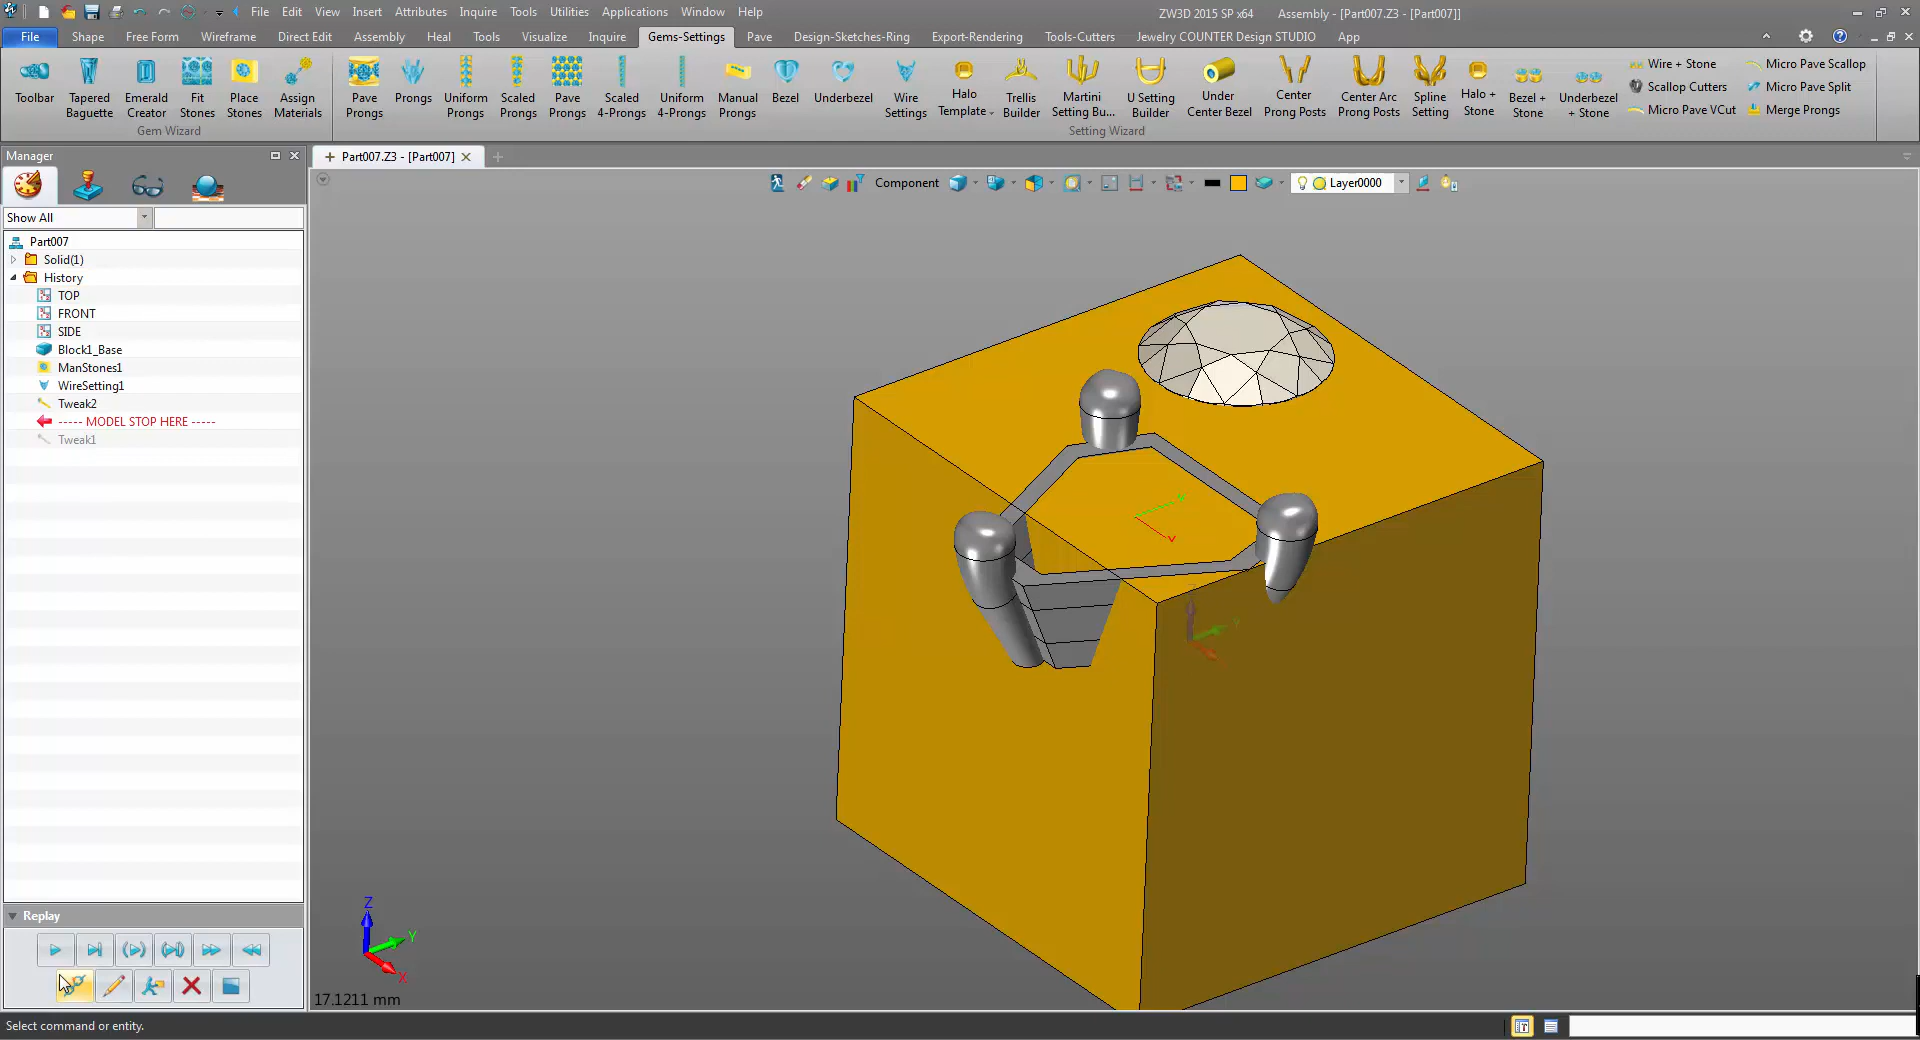 File Edit View Insert Attributes Inquire Tools Utilities Applications Window Help
ZW3D 2015 SP x64 Assembly - [Part007.Z3 - [Part007]]
File Shape Free Form Wireframe Direct Edit Assembly Heal Tools Visualize Inquire Gems-Settings Pave Design-Sketches-Ring Export-Rendering Tools-Cutters Jewelry COUNTER Design STUDIO App
Toolbar
Tapered Baguette
Emerald Creator
Fit Stones
Place Stones
Assign Materials
Gem Wizard
Pave Prongs
Prongs
Uniform Prongs
Scaled Prongs
Pave Prongs
Scaled 4-Prongs
Uniform 4-Prongs
Manual Prongs
Bezel
Underbezel
Wire Settings
Halo Template
Trellis Builder
Martini Setting Bu...
U Setting Builder
Under Center Bezel
Center Prong Posts
Center Arc Prong Posts
Spline Setting
Halo + Stone
Bezel + Stone
Underbezel + Stone
Wire + Stone
Scallop Cutters
Micro Pave VCut
Micro Pave Scallop
Micro Pave Split
Merge Prongs
Setting Wizard
Manager
Part007.Z3 - [Part007]
Component
Layer0000
Show All
Part007
Solid(1)
History
TOP
FRONT
SIDE
Block1_Base
ManStones1
WireSetting1
Tweak2
----- MODEL STOP HERE -----
Tweak1
Replay
Z
Y
X
17.1211 mm
Select command or entity.